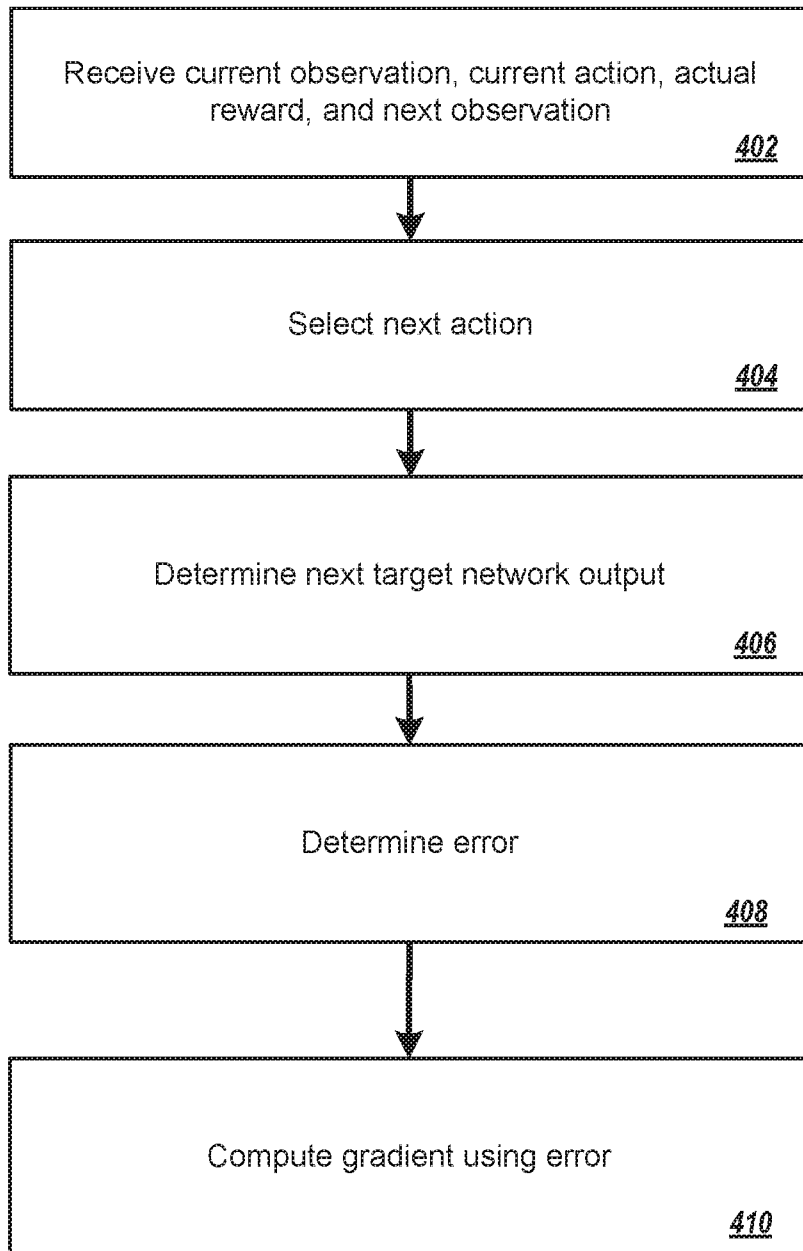 Receive current observation, current action, actual
reward, and next observation
402
Select next action
404
Determine next target network output
406
Determine error
408
Compute gradient using error
410